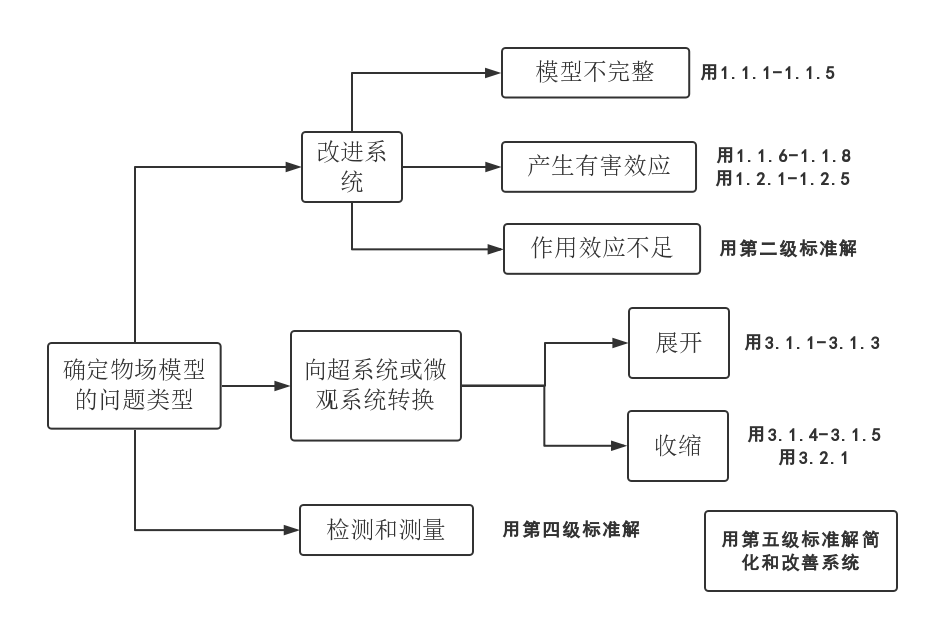 模型不完整
用1.1.1-1.1.5
改进系
统
产生有害效应
用1.1.6-1.1.8
用1.2.1-1.2.5
作用效应不足
用第二级标准解
确定物场模型
的问题类型
向超系统或微
观系统转换
展开
用3.1.1-3.1.3
收缩
用3.1.4-3.1.5
用3.2.1
检测和测量
用第四级标准解
用第五级标准解简
化和改善系统